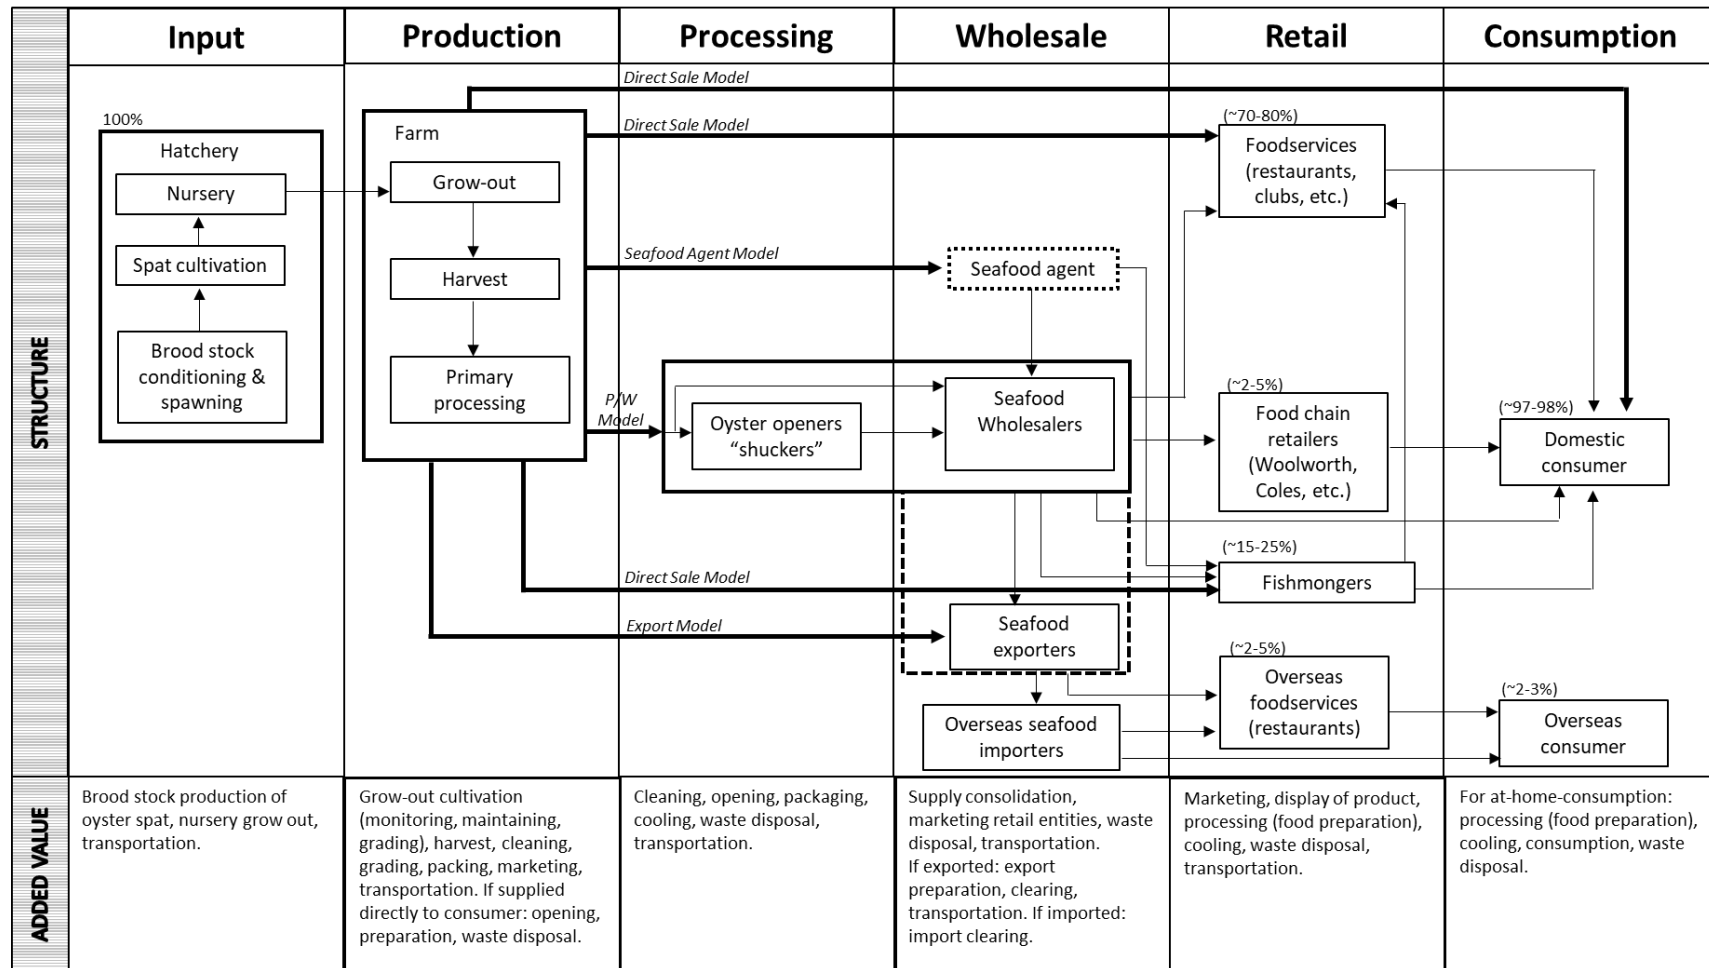 Input
Production
Processing
Wholesale
Retail
Consumption
STRUCTURE
100%
Hatchery
Nursery
Spat cultivation
Brood stock
conditioning &
spawning
Farm
Grow-out
Harvest
Primary
processing
Direct Sale Model
Direct Sale Model
Seafood Agent Model
P/W
Model
Direct Sale Model
Export Model
Oyster openers
“shuckers”
Seafood agent
Seafood
Wholesalers
Seafood
exporters
Overseas seafood
importers
(~70-80%)
Foodservices
(restaurants,
clubs, etc.)
(~2-5%)
Food chain
retailers
(Woolworth,
Coles, etc.)
(~15-25%)
Fishmongers
(~2-5%)
Overseas
foodservices
(restaurants)
(~97-98%)
Domestic
consumer
(~2-3%)
Overseas
consumer
ADDED VALUE
Brood stock production of
oyster spat, nursery grow out,
transportation.
Grow-out cultivation
(monitoring, maintaining,
grading), harvest, cleaning,
grading, packing, marketing,
transportation. If supplied
directly to consumer: opening,
preparation, waste disposal.
Cleaning, opening, packaging,
cooling, waste disposal,
transportation.
Supply consolidation,
marketing retail entities, waste
disposal, transportation.
If exported: export
preparation, clearing,
transportation. If imported:
import clearing.
Marketing, display of product,
processing (food preparation),
cooling, waste disposal,
transportation.
For at-home-consumption:
processing (food preparation),
cooling, consumption, waste
disposal.